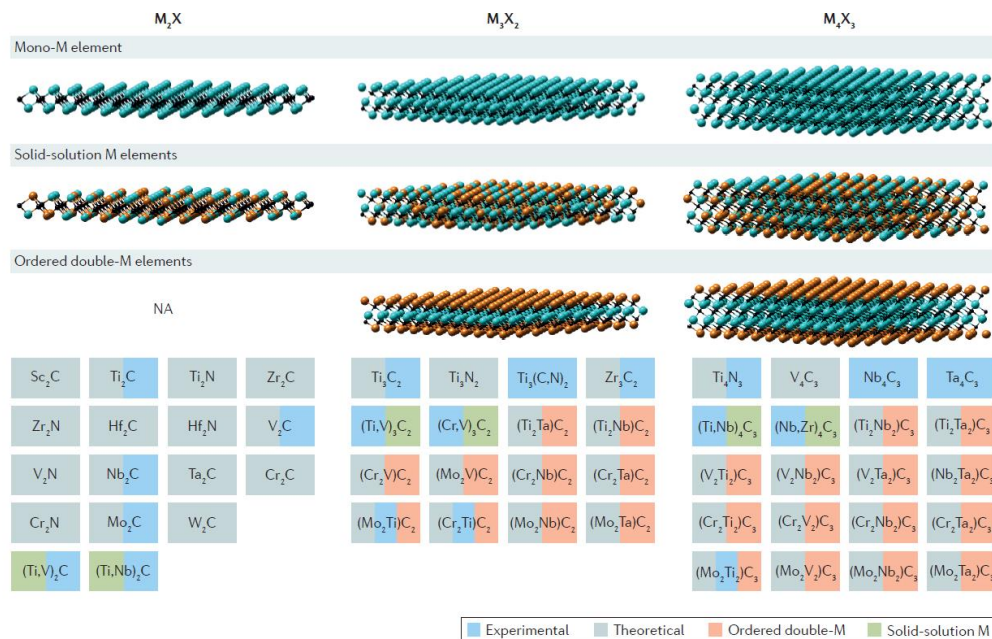 M₂X M₃X₂ M₄X₃
Mono-M element
Solid-solution M elements
Ordered double-M elements
NA
Sc₂C Ti₂C Ti₂N Zr₂C Ti₃C₂ Ti₃N₂ Ti₃(C,N)₂ Zr₃C₂ Ti₄N₃ V₄C₃ Nb₄C₃ Ta₄C₃
Zr₂N Hf₂C Hf₂N V₂C (Ti,V)₃C₂ (Cr,V)₃C₂ (Ti₂Ta)C₂ (Ti₂Nb)C₂ (Ti,Nb)₄C₃ (Nb,Zr)₄C₃ (Ti₂Nb₂)C₃ (Ti₂Ta₂)C₃
V₂N Nb₂C Ta₂C Cr₂C (Cr₂V)C₂ (Mo₂V)C₂ (Cr₂Nb)C₂ (Cr₂Ta)C₂ (V₂Ti₂)C₃ (V₂Nb₂)C₃ (V₂Ta₂)C₃ (Nb₂Ta₂)C₃
Cr₂N Mo₂C W₂C (Mo₂Ti)C₂ (Cr₂Ti)C₂ (Mo₂Nb)C₂ (Mo₂Ta)C₂ (Cr₂Ti₂)C₃ (Cr₂V₂)C₃ (Cr₂Nb₂)C₃ (Cr₂Ta₂)C₃
(Ti,V)₂C (Ti,Nb)₂C (Mo₂Ti₂)C₃ (Mo₂V₂)C₃ (Mo₂Nb₂)C₃ (Mo₂Ta₂)C₃
Experimental Theoretical Ordered double-M Solid-solution M